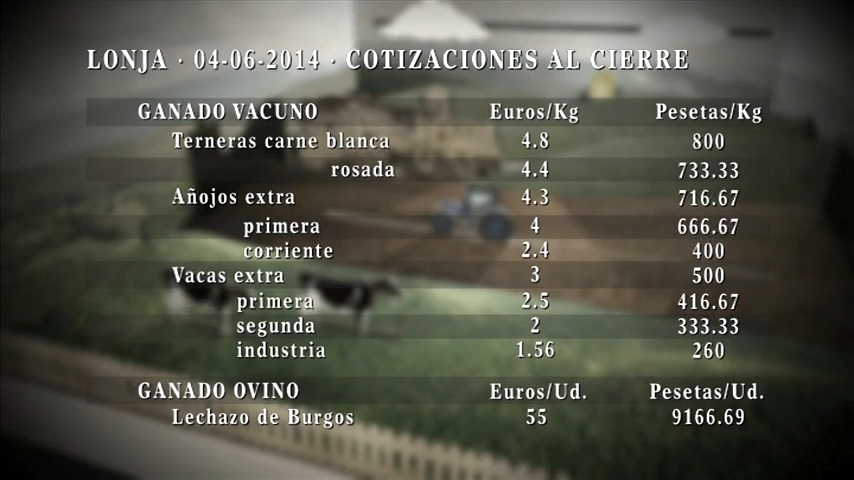 LONJA · 04-06-2014 · COTIZACIONES AL CIERRE
GANADO VACUNO Euros/Kg Pesetas/Kg
Terneras carne blanca 4.8 800
rosada 4.4 733.33
Añojos extra 4.3 716.67
primera 4 666.67
corriente 2.4 400
Vacas extra 3 500
primera 2.5 416.67
segunda 2 333.33
industria 1.56 260
GANADO OVINO Euros/Ud. Pesetas/Ud.
Lechazo de Burgos 55 9166.69